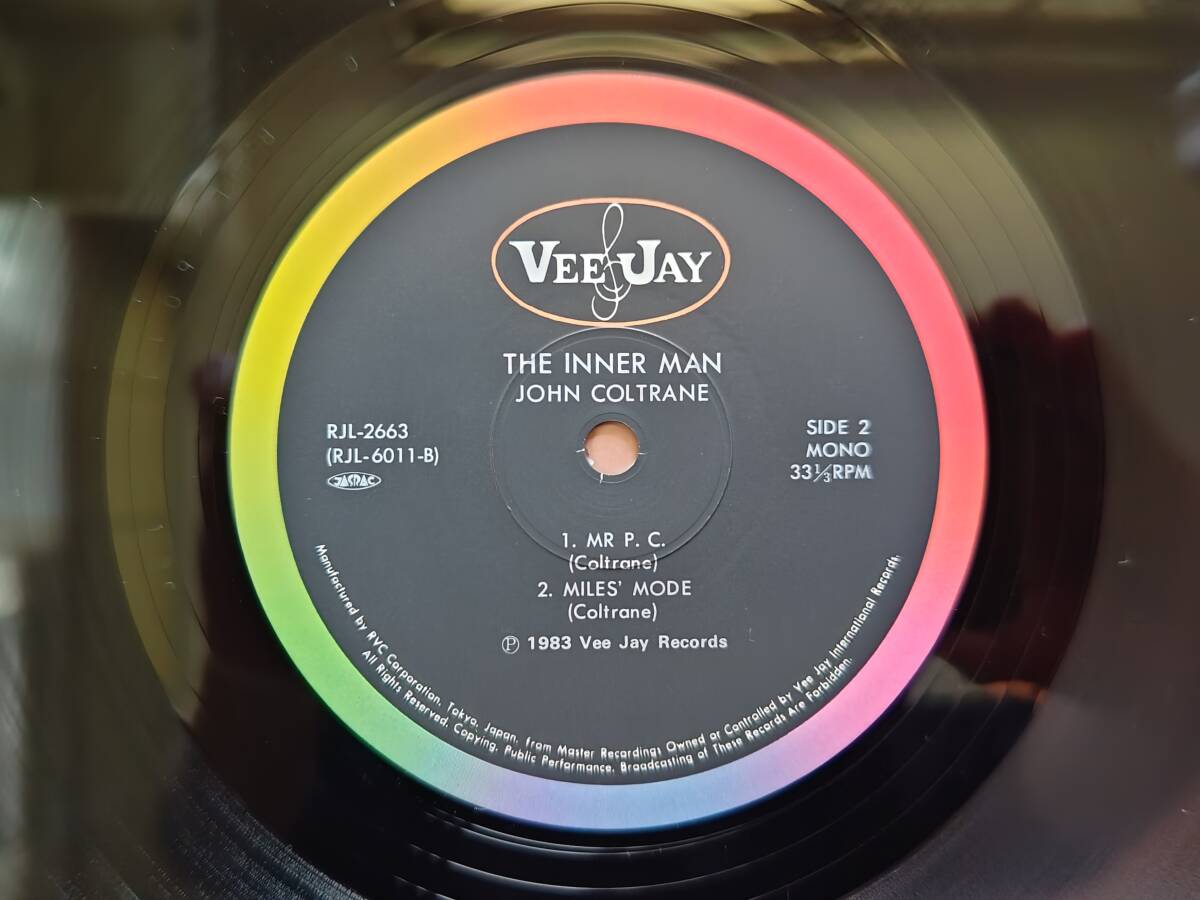 VEE JAY
THE INNER MAN
JOHN COLTRANE
RJL-2663
(RJL-6011-B)
JASRAC
SIDE 2
MONO
33⅓RPM
1. MR P. C.
(Coltrane)
2. MILES' MODE
(Coltrane)
Ⓟ 1983 Vee Jay Records
Manufactured by RVC Corporation, Tokyo, Japan, from Master Recordings Owned or Controlled by Vee Jay International Records,
All Rights Reserved. Copying, Public Performance, Broadcasting of These Records Are Forbidden.